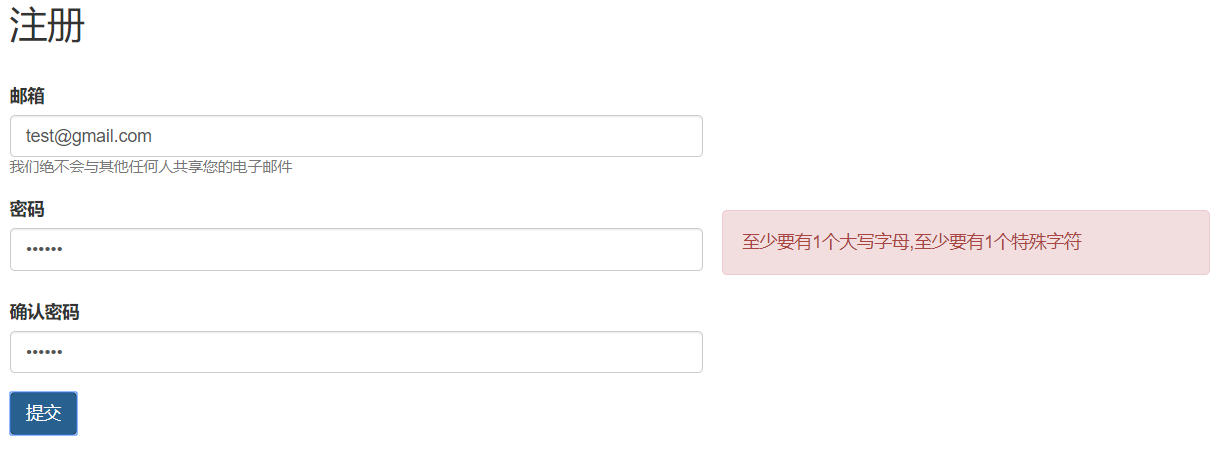 注册
邮箱
test@gmail.com
我们绝不会与其他任何人共享您的电子邮件
密码
••••••
至少要有1个大写字母,至少要有1个特殊字符
确认密码
••••••
提交